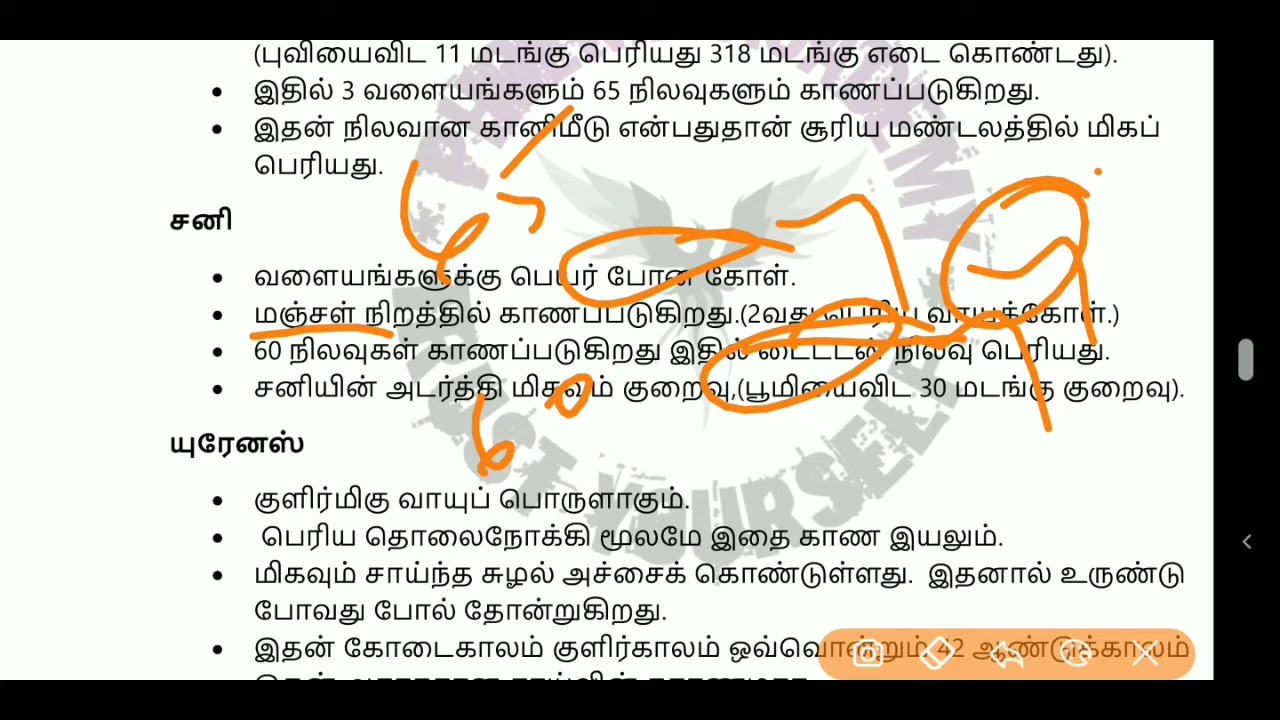 (புவியைவிட 11 மடங்கு பெரியது 318 மடங்கு எடை கொண்டது).
• இதில் 3 வளையங்களும் 65 நிலவுகளும் காணப்படுகிறது.
• இதன் நிலவான கானிமீடு என்பதுதான் சூரிய மண்டலத்தில் மிகப்
பெரியது.
சனி
• வளையங்களுக்கு பெயர் போன கோள்.
• மஞ்சள் நிறத்தில் காணப்படுகிறது.(2வது பெரிய வாயுக்கோள்.)
• 60 நிலவுகள் காணப்படுகிறது இதில் டைட்டன் நிலவு பெரியது.
• சனியின் அடர்த்தி மிகவும் குறைவு,(பூமியைவிட 30 மடங்கு குறைவு).
60
யுரேனஸ்
• குளிர்மிகு வாயுப் பொருளாகும்.
• பெரிய தொலைநோக்கி மூலமே இதை காண இயலும்.
• மிகவும் சாய்ந்த சுழல் அச்சைக் கொண்டுள்ளது. இதனால் உருண்டு
போவது போல் தோன்றுகிறது.
• இதன் கோடைகாலம் குளிர்காலம் ஒவ்வொன்றும் 42 ஆண்டுக்காலம்
TRUST YOURSELF